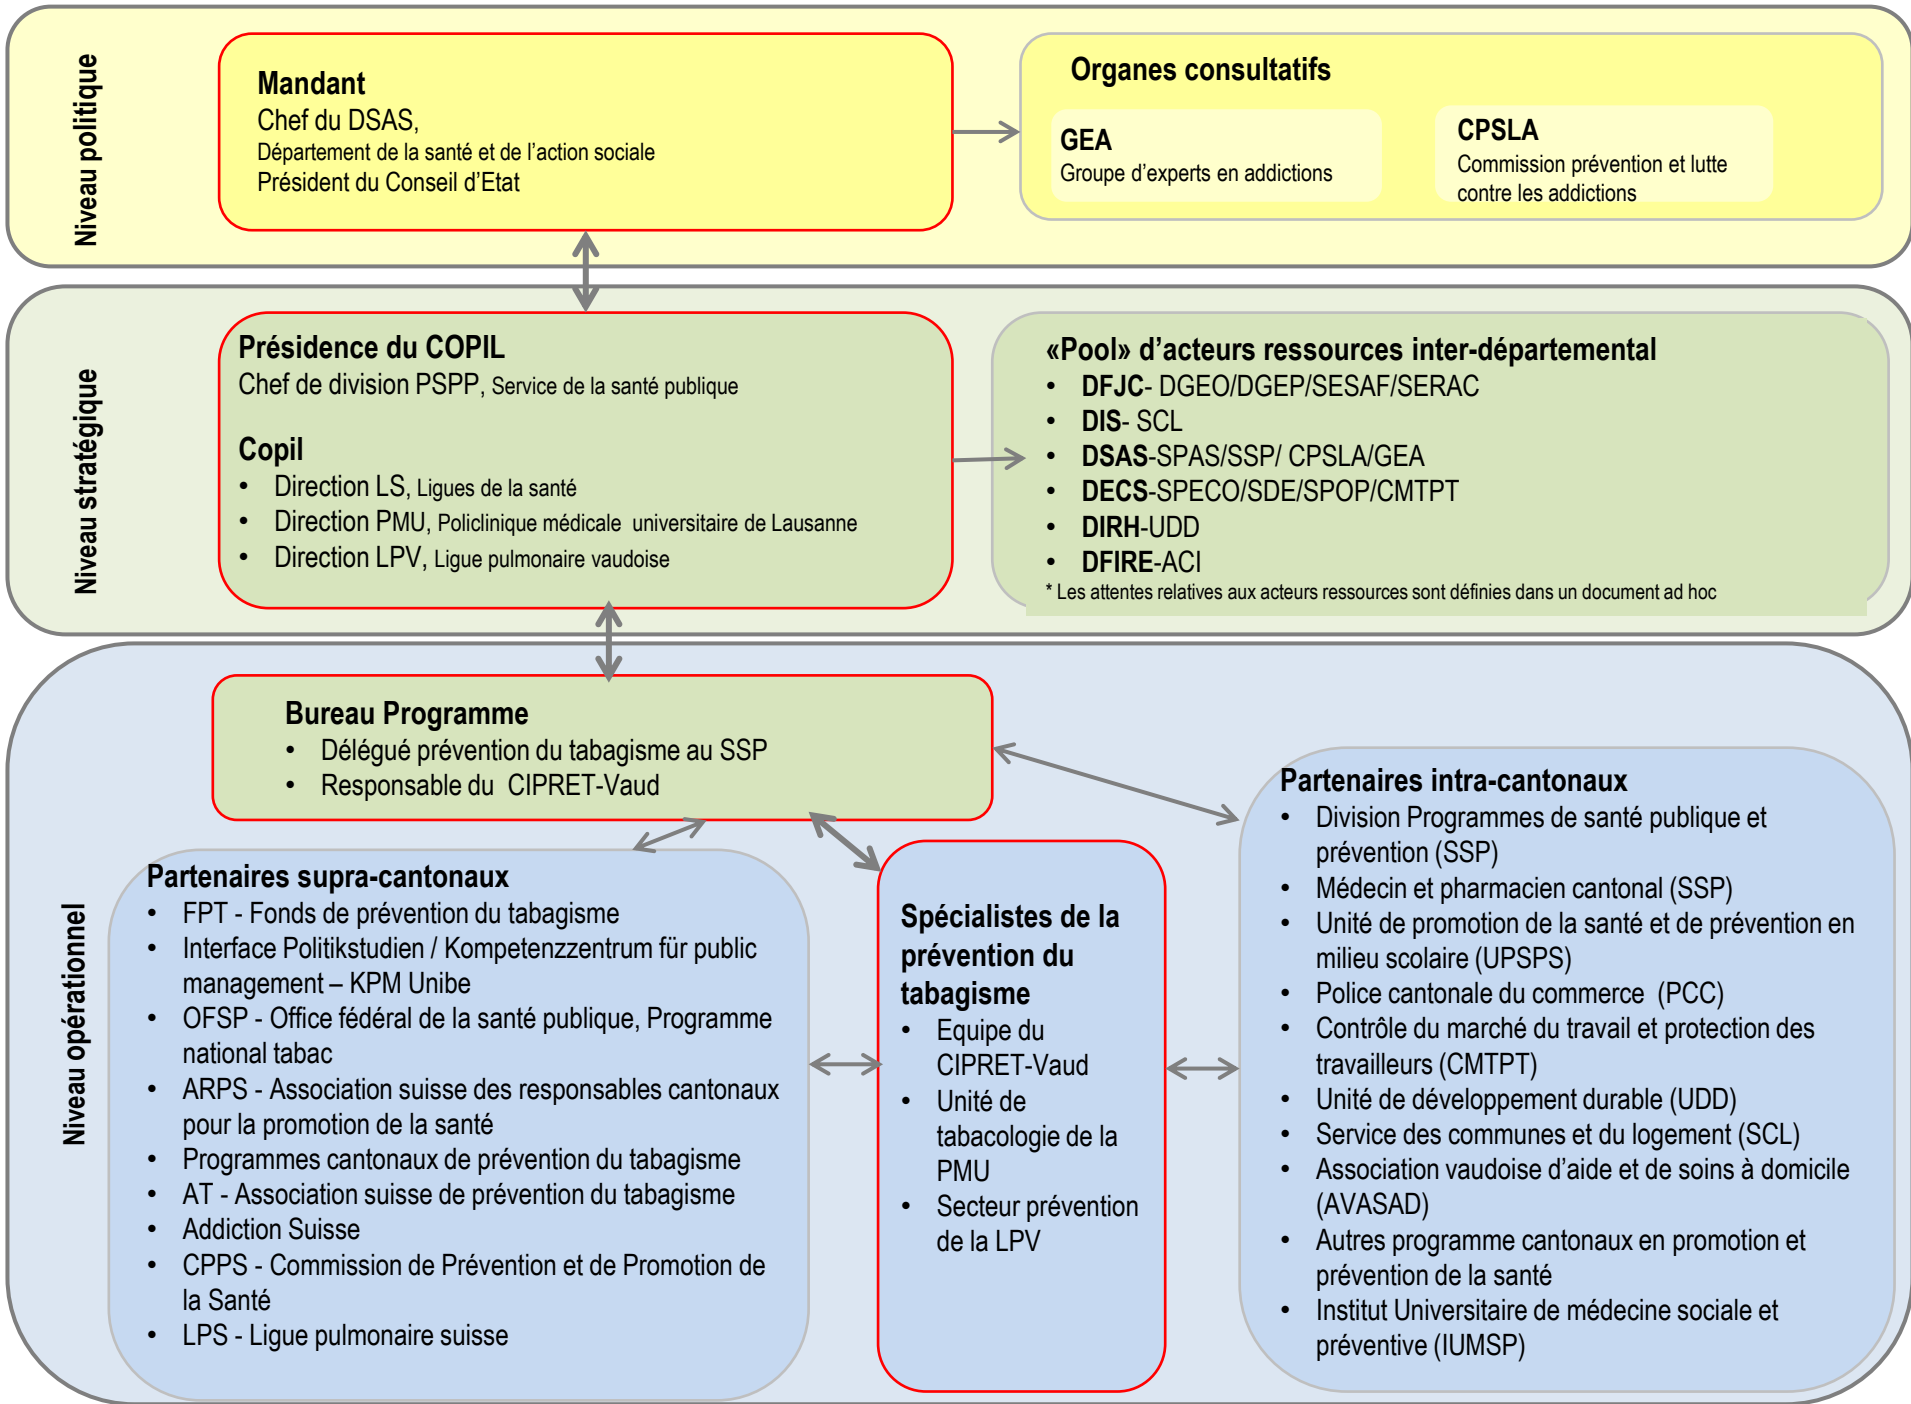 Niveau politique
Mandant
Chef du DSAS,
Département de la santé et de l'action sociale
Président du Conseil d'Etat
Organes consultatifs
GEA
Groupe d'experts en addictions
CPSLA
Commission prévention et lutte
contre les addictions
Niveau stratégique
Présidence du COPIL
Chef de division PSPP, Service de la santé publique
Copil
• Direction LS, Ligues de la santé
• Direction PMU, Policlinique médicale universitaire de Lausanne
• Direction LPV, Ligue pulmonaire vaudoise
«Pool» d'acteurs ressources inter-départemental
• DFJC- DGEO/DGEP/SESAF/SERAC
• DIS- SCL
• DSAS-SPAS/SSP/ CPSLA/GEA
• DECS-SPECO/SDE/SPOP/CMTPT
• DIRH-UDD
• DFIRE-ACI
* Les attentes relatives aux acteurs ressources sont définies dans un document ad hoc
Niveau opérationnel
Bureau Programme
• Délégué prévention du tabagisme au SSP
• Responsable du CIPRET-Vaud
Partenaires supra-cantonaux
• FPT - Fonds de prévention du tabagisme
• Interface Politikstudien / Kompetenzzentrum für public
management – KPM Unibe
• OFSP - Office fédéral de la santé publique, Programme
national tabac
• ARPS - Association suisse des responsables cantonaux
pour la promotion de la santé
• Programmes cantonaux de prévention du tabagisme
• AT - Association suisse de prévention du tabagisme
• Addiction Suisse
• CPPS - Commission de Prévention et de Promotion de
la Santé
• LPS - Ligue pulmonaire suisse
Spécialistes de la
prévention du
tabagisme
• Equipe du
CIPRET-Vaud
• Unité de
tabacologie de la
PMU
• Secteur prévention
de la LPV
Partenaires intra-cantonaux
• Division Programmes de santé publique et
prévention (SSP)
• Médecin et pharmacien cantonal (SSP)
• Unité de promotion de la santé et de prévention en
milieu scolaire (UPSPS)
• Police cantonale du commerce (PCC)
• Contrôle du marché du travail et protection des
travailleurs (CMTPT)
• Unité de développement durable (UDD)
• Service des communes et du logement (SCL)
• Association vaudoise d'aide et de soins à domicile
(AVASAD)
• Autres programme cantonaux en promotion et
prévention de la santé
• Institut Universitaire de médecine sociale et
préventive (IUMSP)